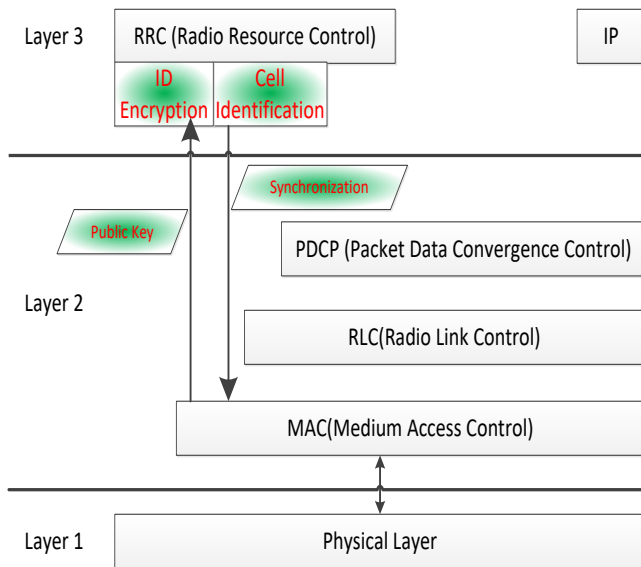 Layer 3
RRC (Radio Resource Control)
IP
ID
Encryption
Cell
Identification
Synchronization
Public Key
PDCP (Packet Data Convergence Control)
Layer 2
RLC(Radio Link Control)
MAC(Medium Access Control)
Layer 1
Physical Layer